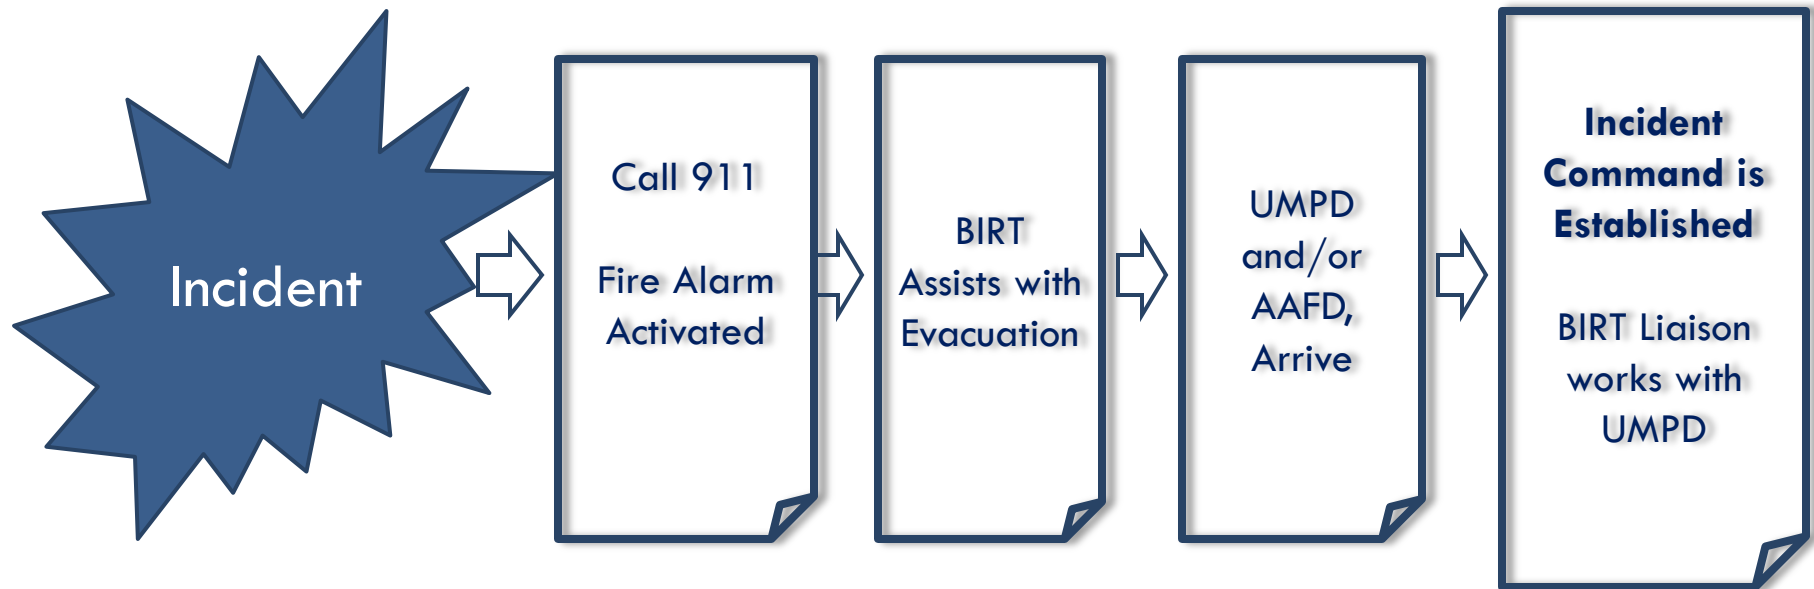 Incident
Call 911
Fire Alarm
Activated
BIRT
Assists with
Evacuation
UMPD
and/or
AAFD,
Arrive
Incident
Command is
Established
BIRT Liaison
works with
UMPD